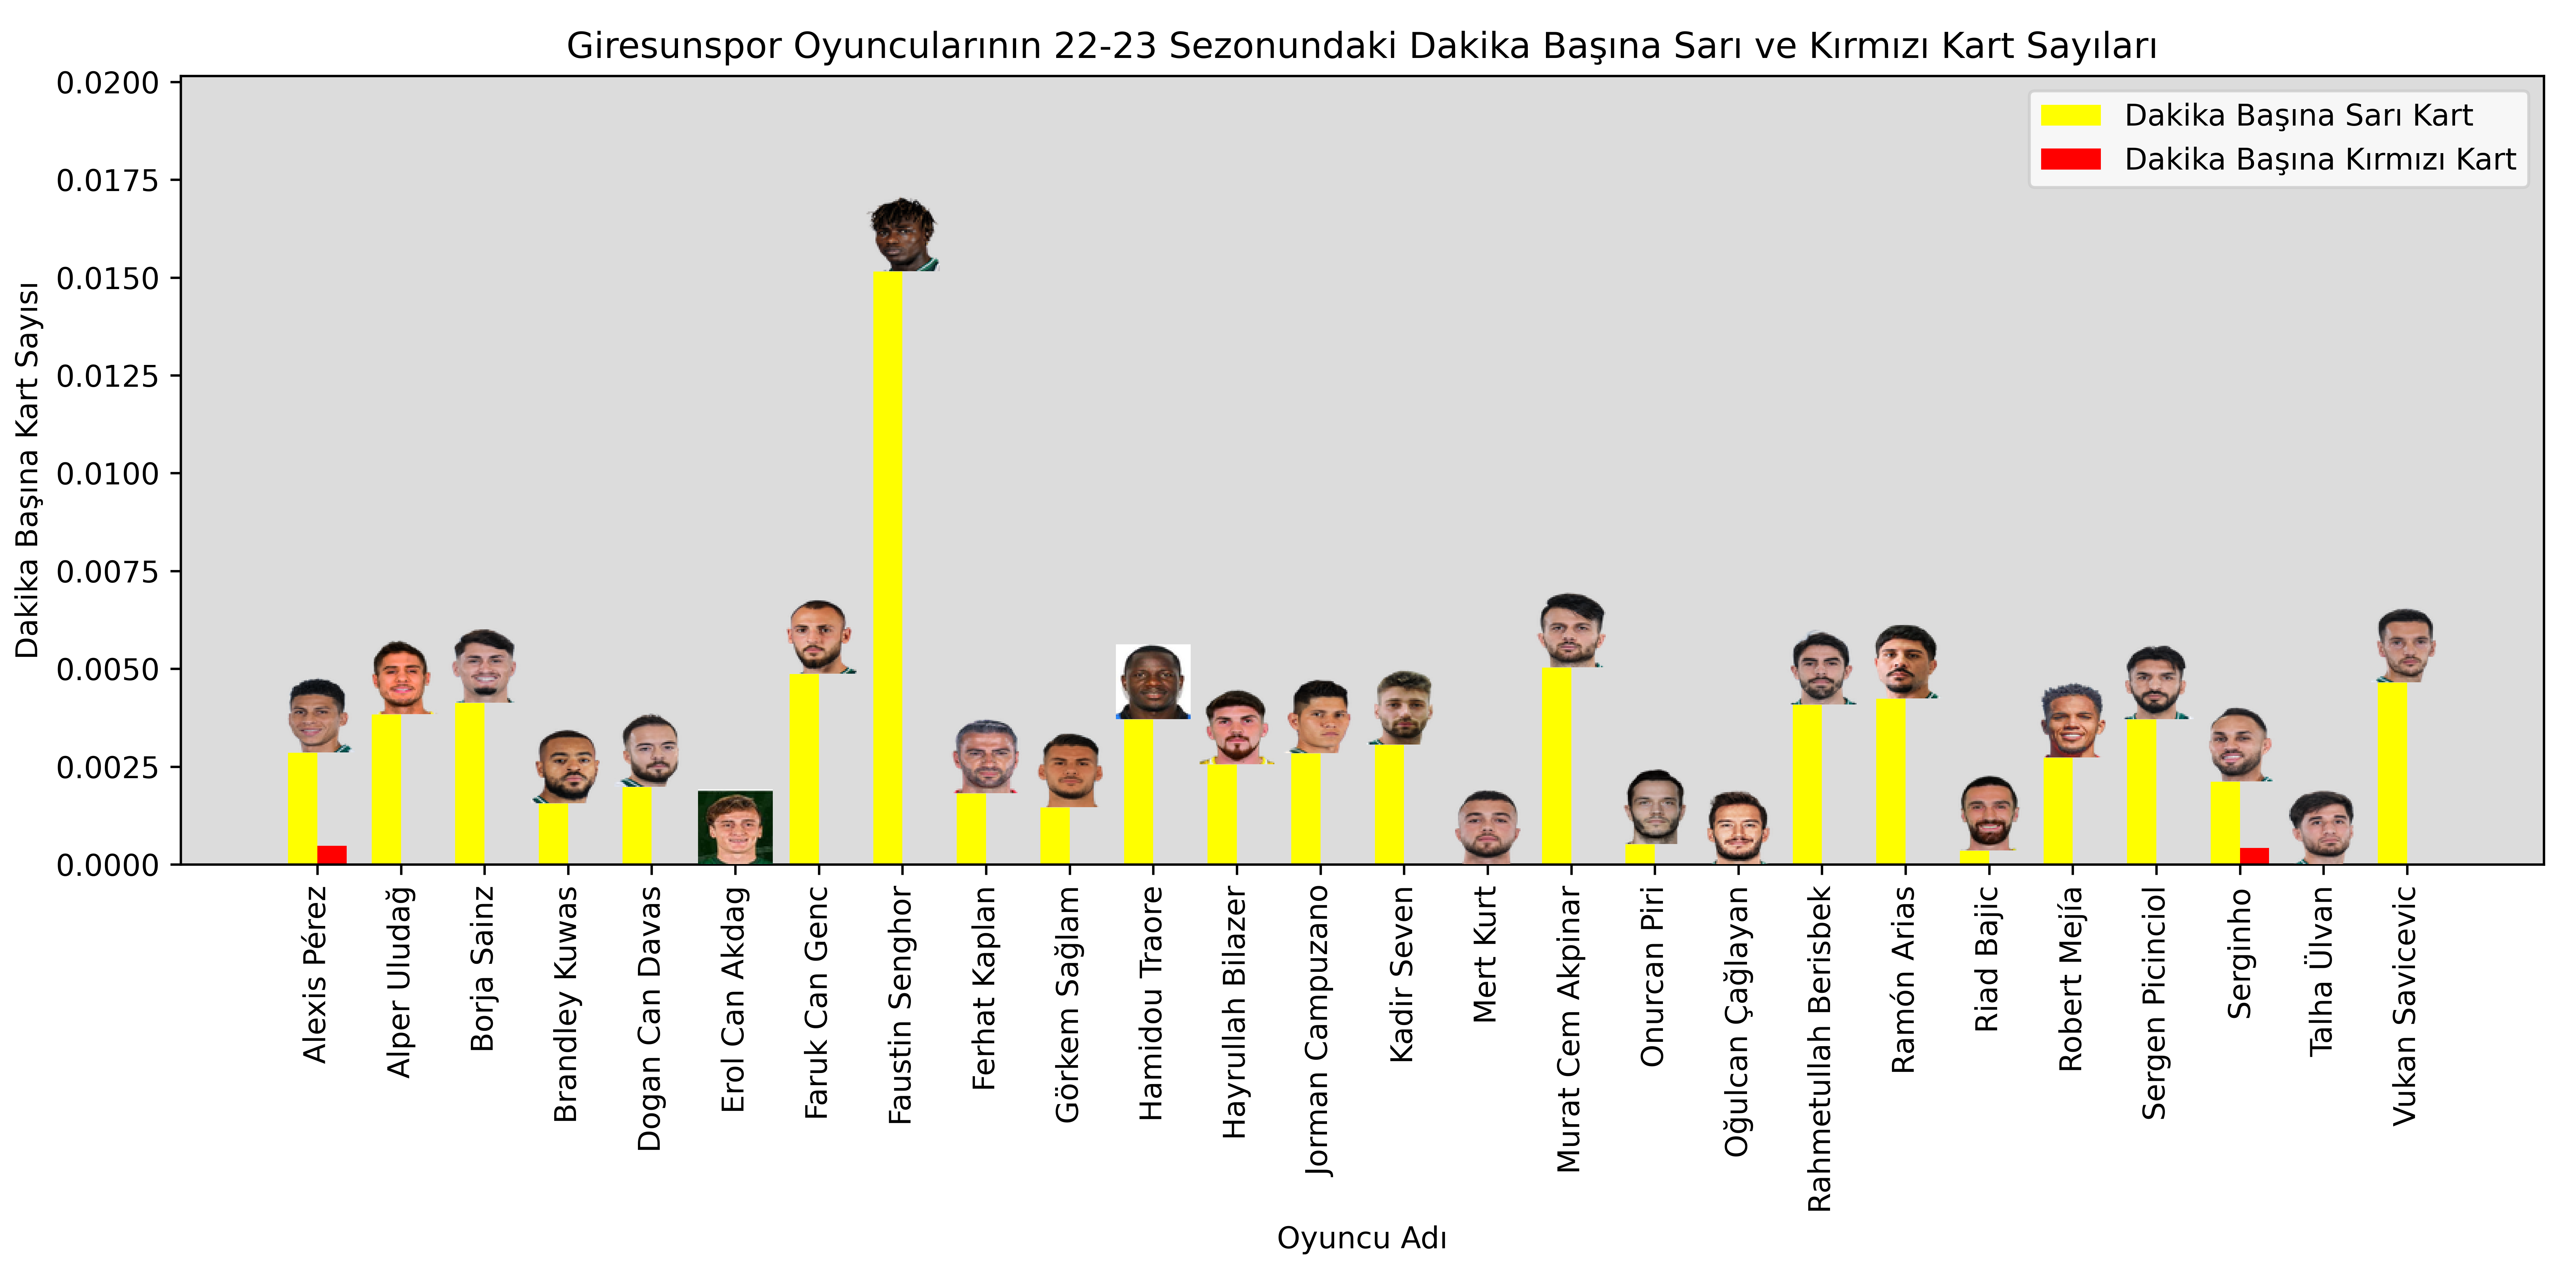 Giresunspor Oyuncularının 22-23 Sezonundaki Dakika Başına Sarı ve Kırmızı Kart Sayıları
Dakika Başına Sarı Kart
Dakika Başına Kırmızı Kart
Dakika Başına Kart Sayısı
0.0200
0.0175
0.0150
0.0125
0.0100
0.0075
0.0050
0.0025
0.0000
Alexis Pérez
Alper Uludağ
Borja Sainz
Brandley Kuwas
Dogan Can Davas
Erol Can Akdag
Faruk Can Genc
Faustin Senghor
Ferhat Kaplan
Görkem Sağlam
Hamidou Traore
Hayrullah Bilazer
Jorman Campuzano
Kadir Seven
Mert Kurt
Murat Cem Akpinar
Onurcan Piri
Oğulcan Çağlayan
Rahmetullah Berisbek
Ramón Arias
Riad Bajic
Robert Mejía
Sergen Picinciol
Serginho
Talha Ülvan
Vukan Savicevic
Oyuncu Adı